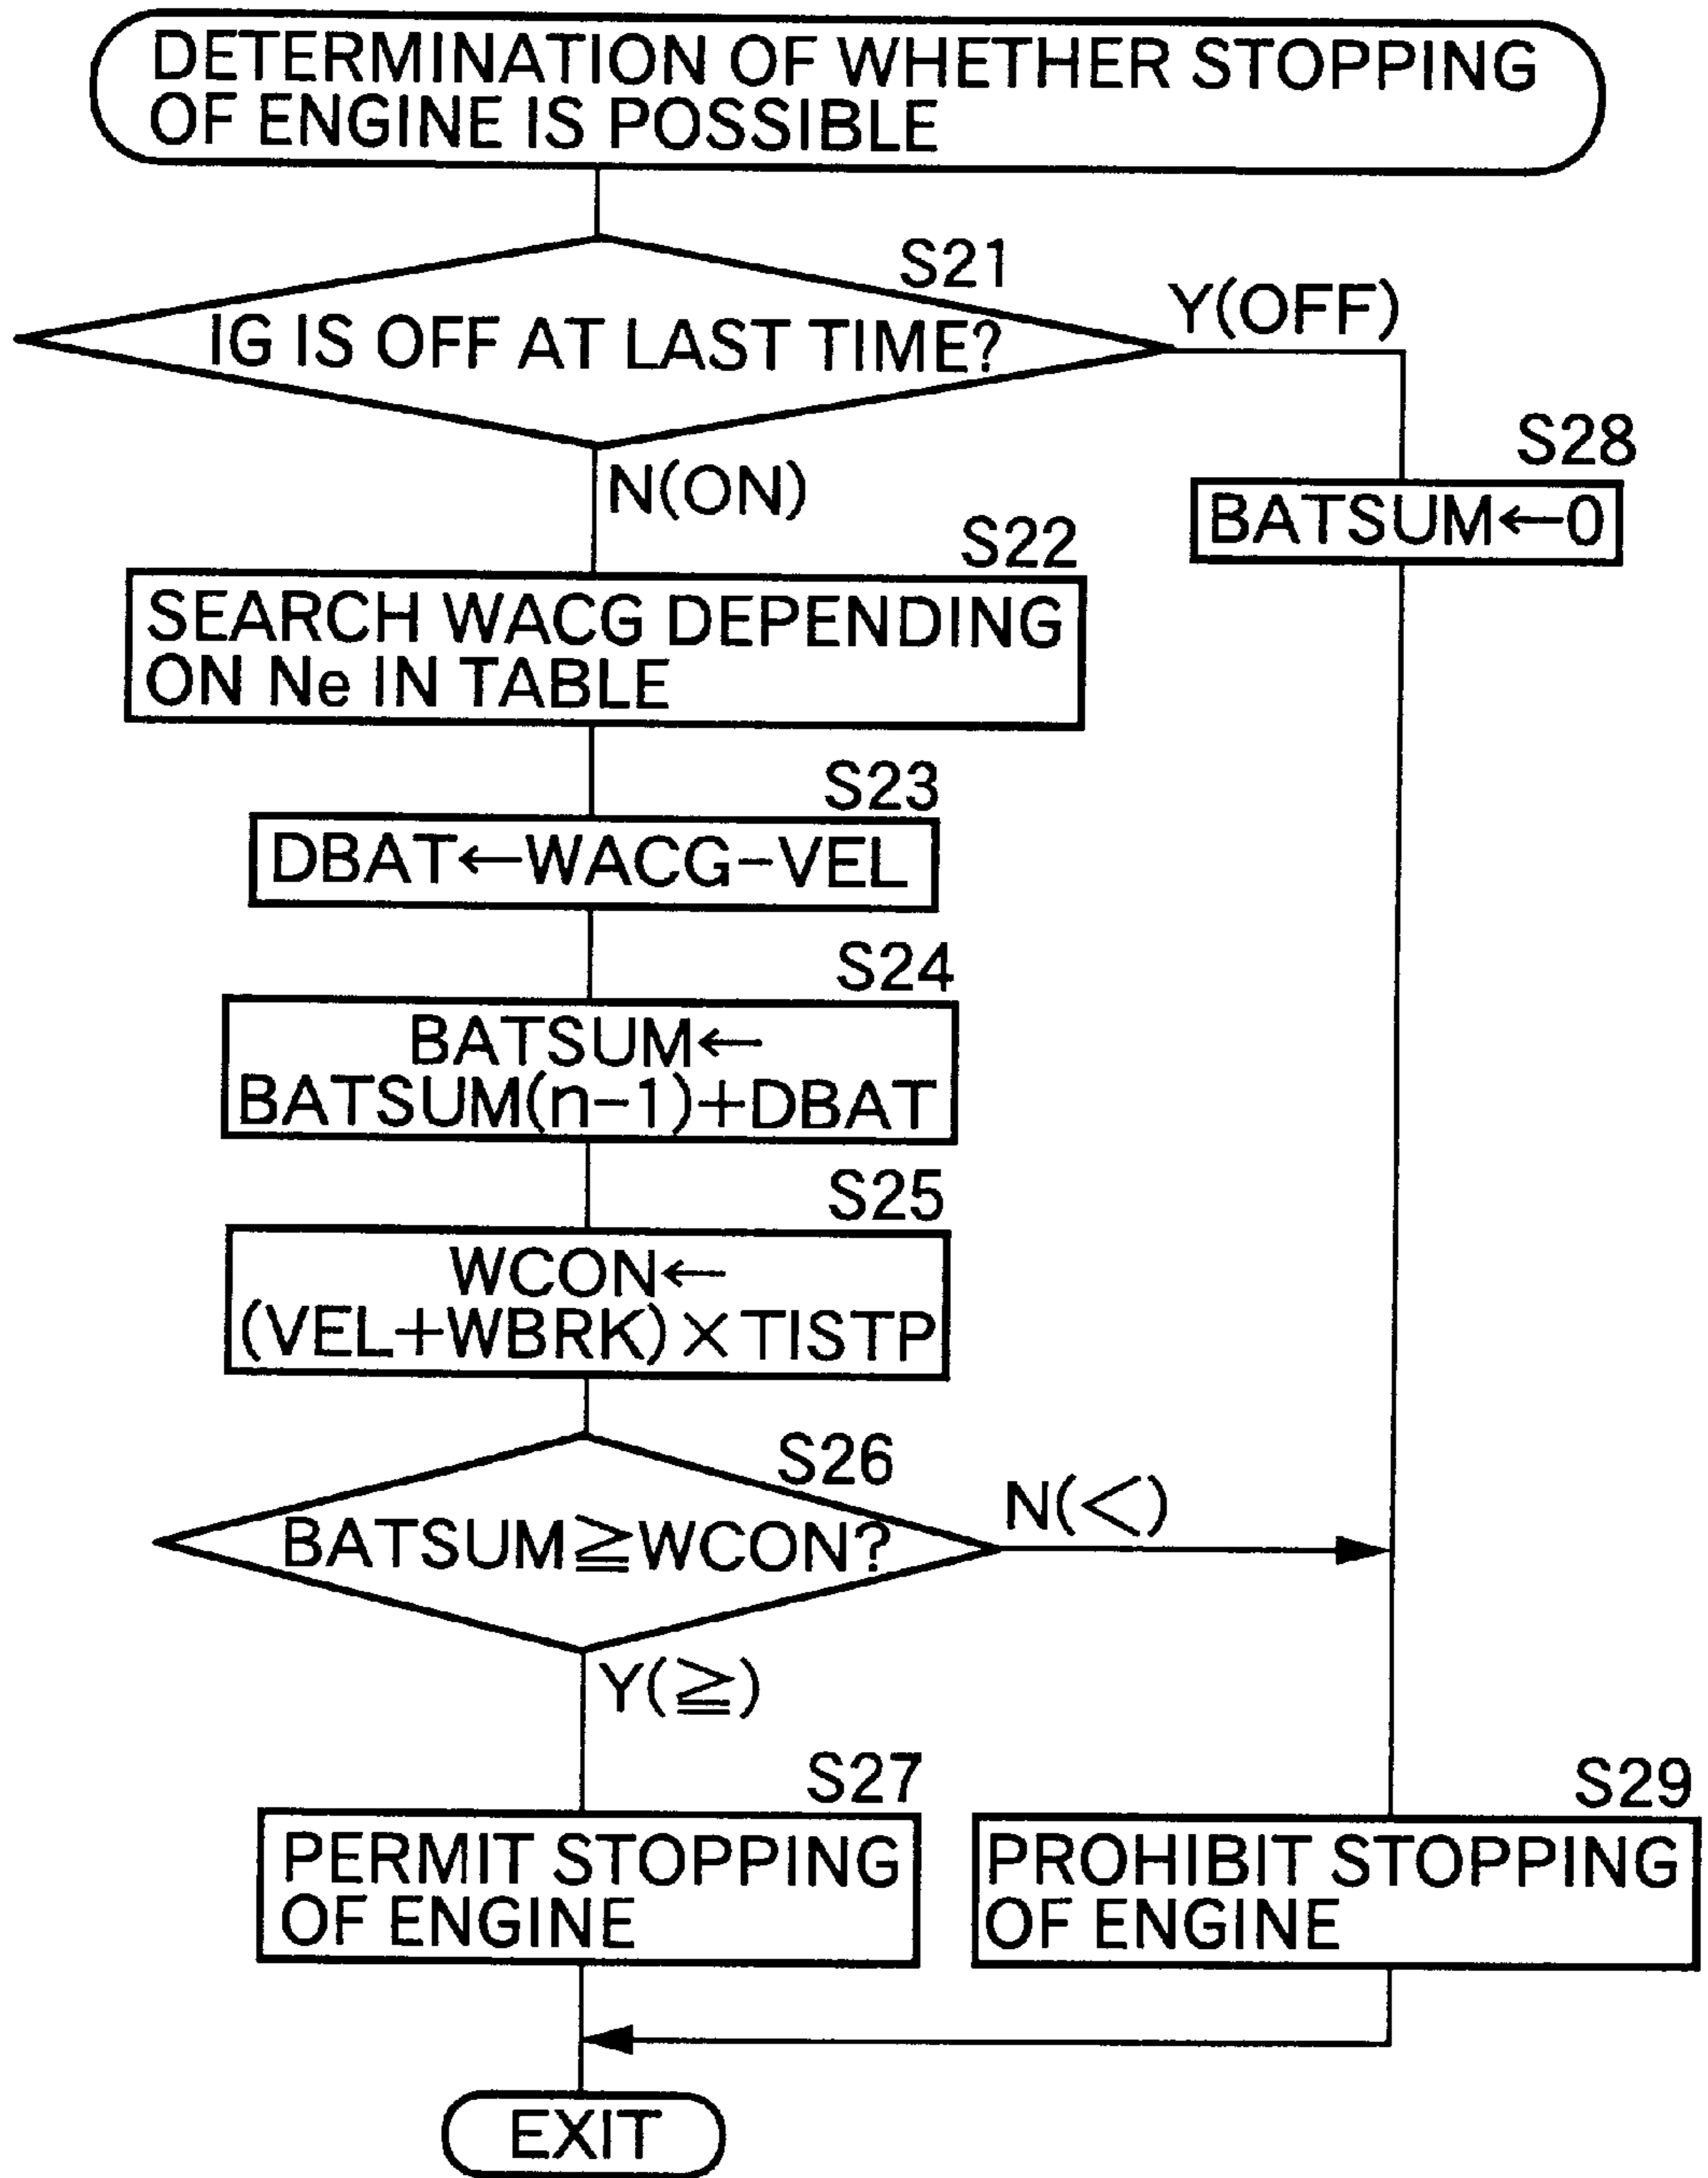 DETERMINATION OF WHETHER STOPPING
OF ENGINE IS POSSIBLE
S21
IG IS OFF AT LAST TIME?
Y(OFF)
N(ON)
S28
BATSUM←0
S22
SEARCH WACG DEPENDING
ON Ne IN TABLE
S23
DBAT←WACG-VEL
S24
BATSUM←
BATSUM(n-1)+DBAT
S25
WCON←
(VEL+WBRK)×TISTP
S26
BATSUM≧WCON?
N(<)
Y(≧)
S27
PERMIT STOPPING
OF ENGINE
S29
PROHIBIT STOPPING
OF ENGINE
EXIT